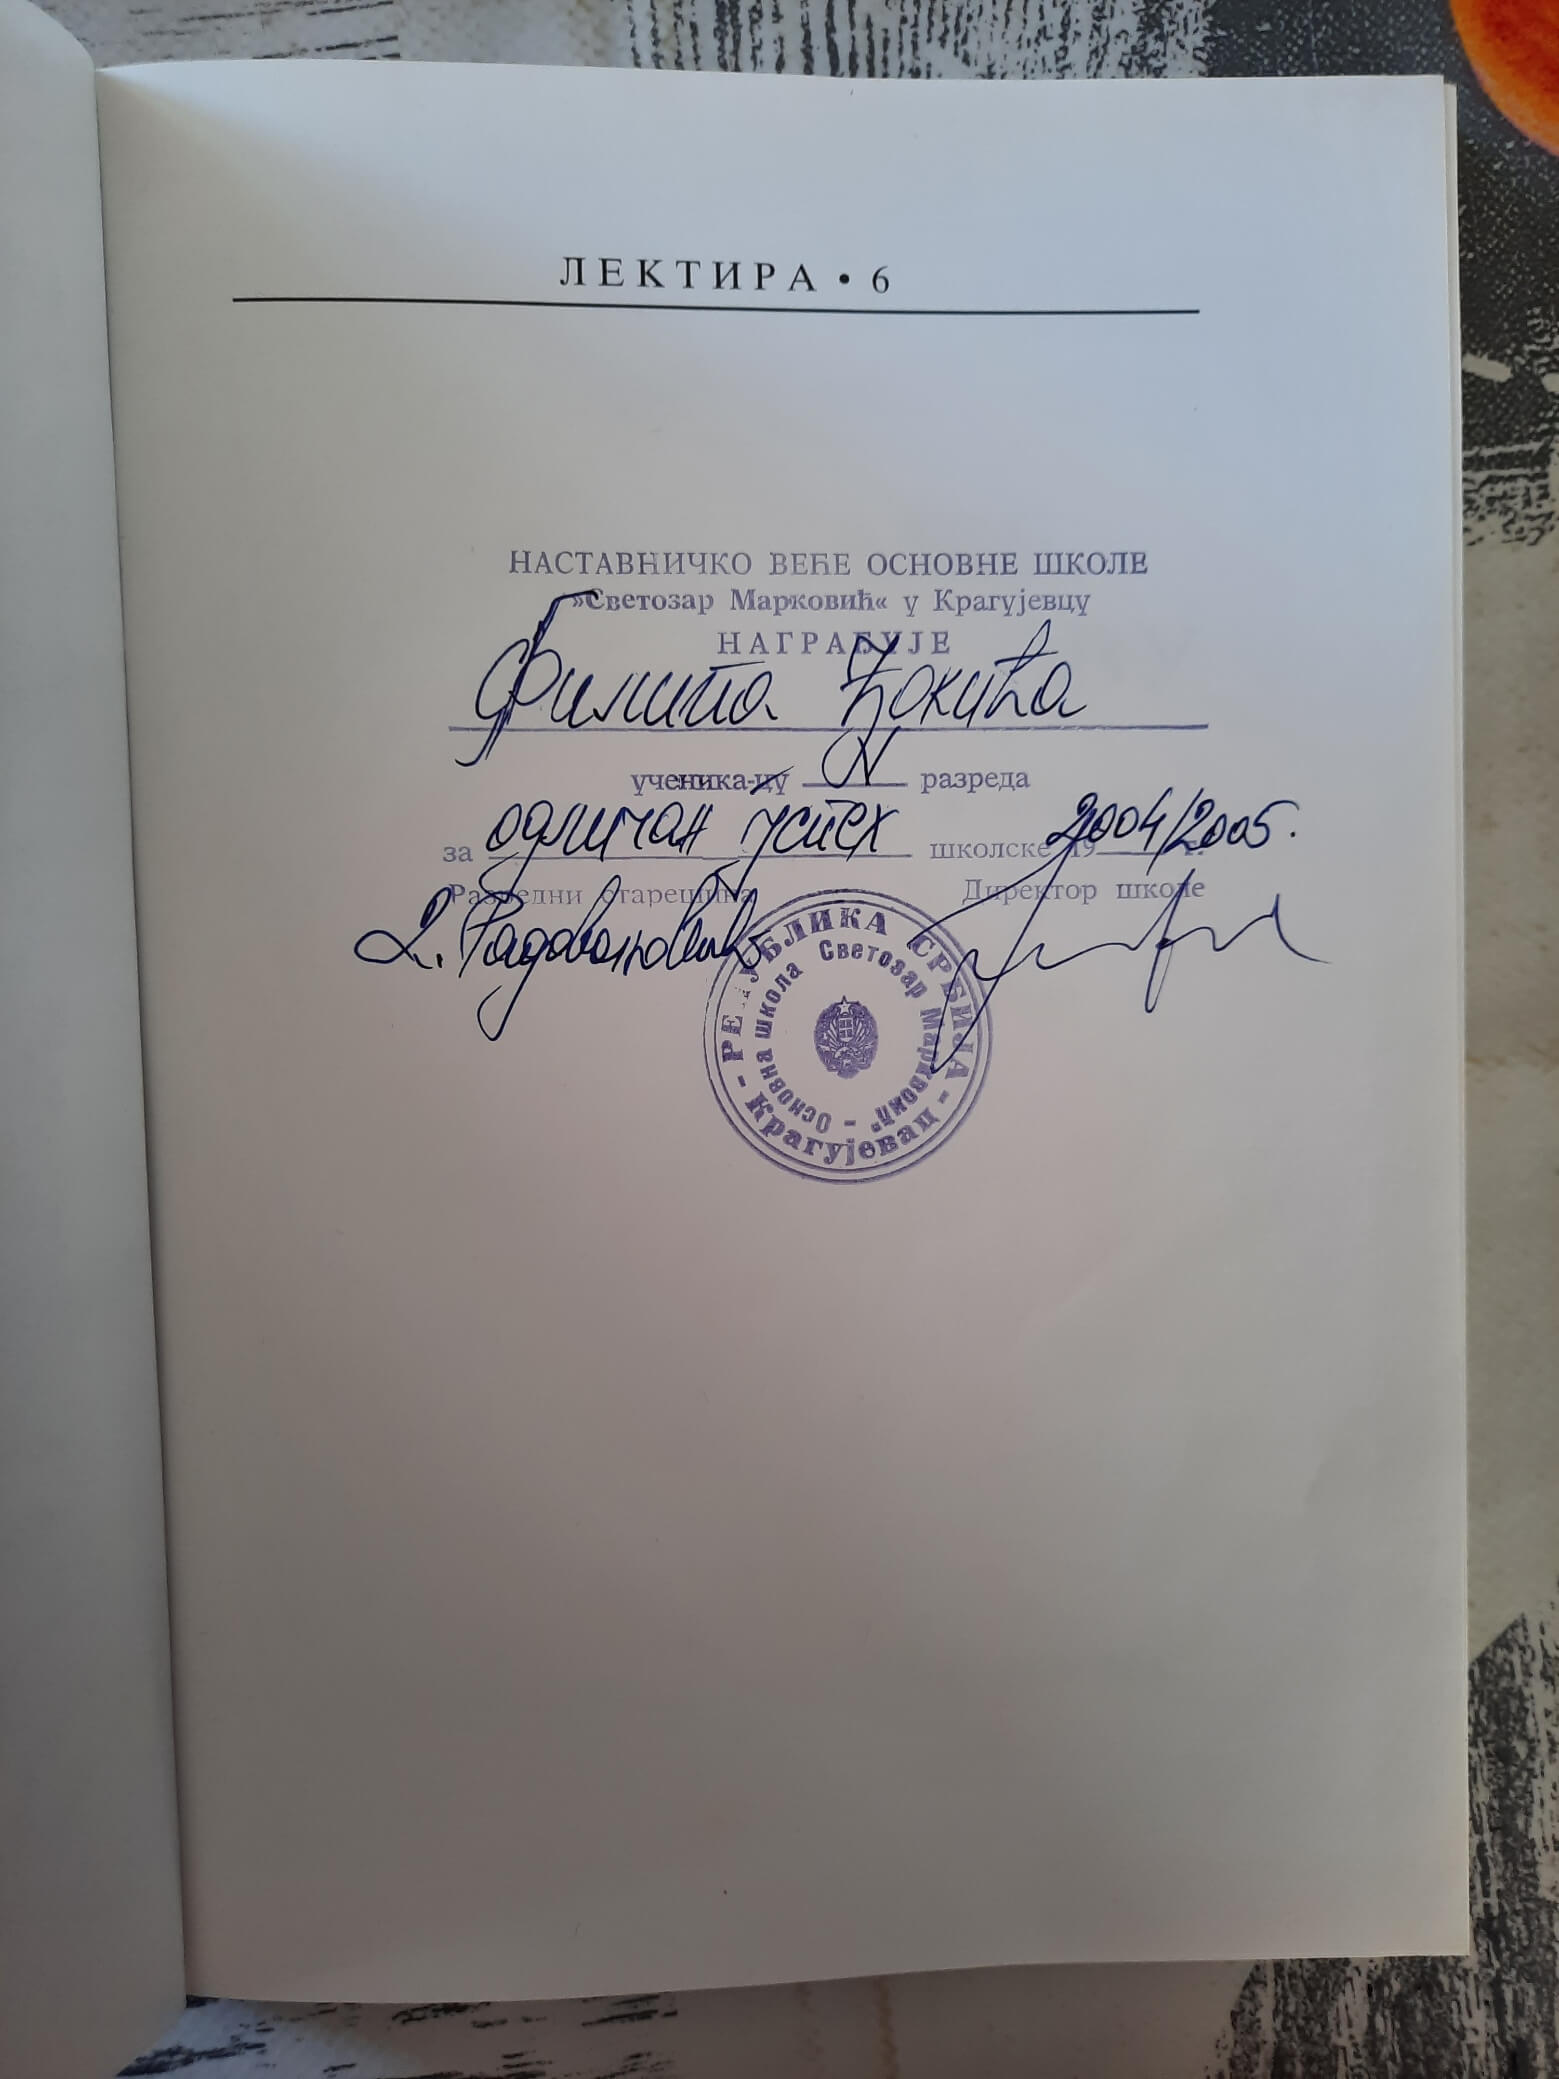 ЛЕКТИРА • 6
НАСТАВНИЧКО ВЕЋЕ ОСНОВНЕ ШКОЛЕ
»Светозар Марковић« у Крагујевцу
НАГРАЂУЈЕ
Филипа Ђокића
ученика-цу IV разреда
за одличан успех школске 19 2004/2005.
Разредни старешина Директор школе
Радовановић
РЕПУБЛИКА СРБИЈА - Крагујевац -
Основна школа Светозар Марковић" -